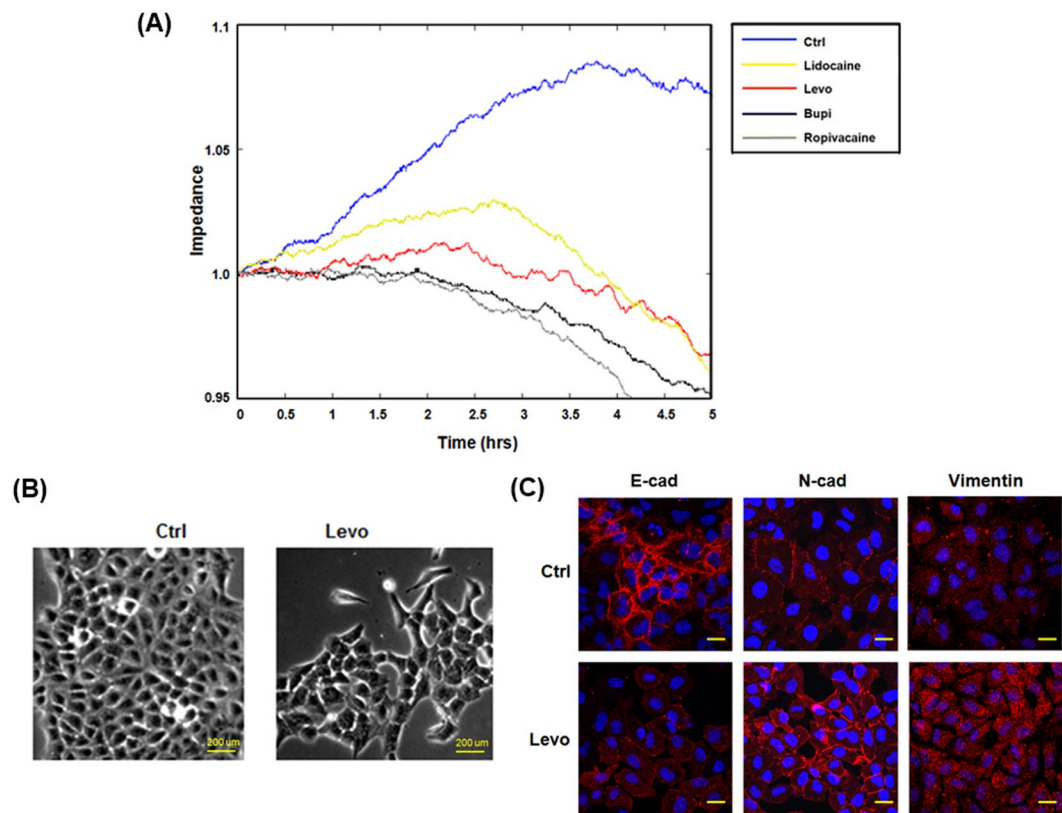 (A)
1.1
1.05
1.0
0.95
Impedance
0
0.5
1
1.5
2
2.5
3
3.5
4
4.5
5
Time (hrs)
Ctrl
Lidocaine
Levo
Bupi
Ropivacaine
(B)
Ctrl
Levo
200 um
200 um
(C)
E-cad
N-cad
Vimentin
Ctrl
Levo